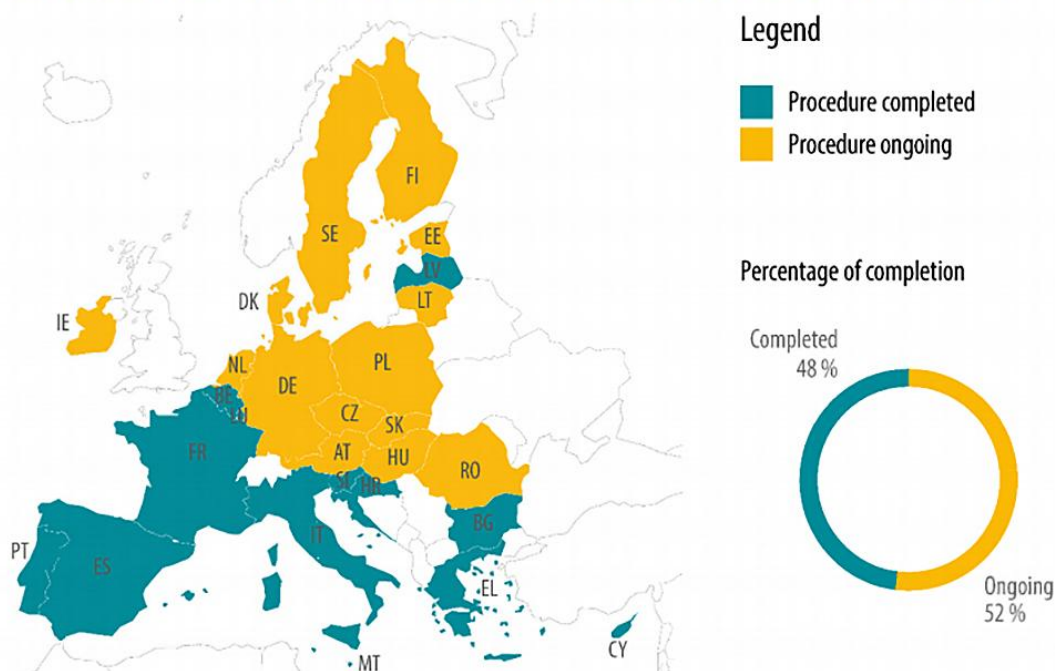 Legend
Procedure completed
Procedure ongoing
Percentage of completion
Completed
48 %
Ongoing
52 %
FI
SE
EE
LV
LT
DK
IE
NL
BE
LU
DE
PL
CZ
SK
AT
HU
RO
FR
SI
HR
IT
BG
PT
ES
EL
MT
CY